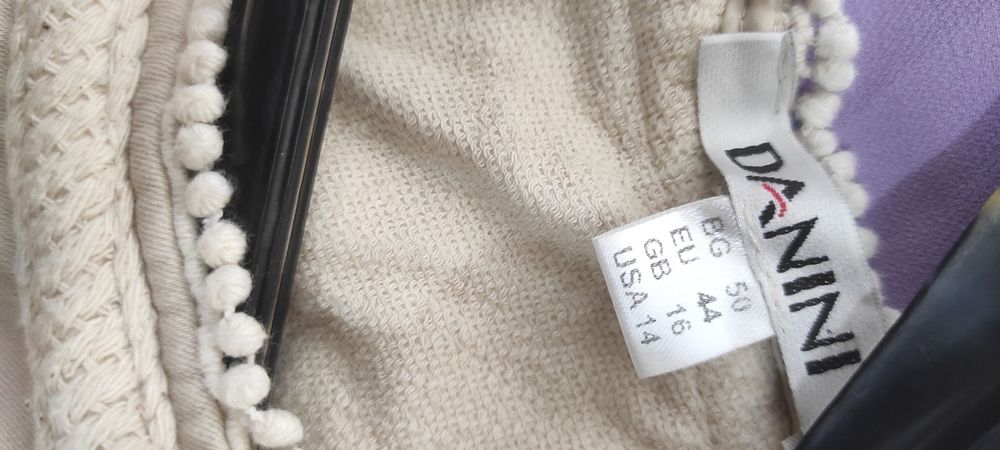 DANINI
BG 50
EU 44
GB 16
USA 14